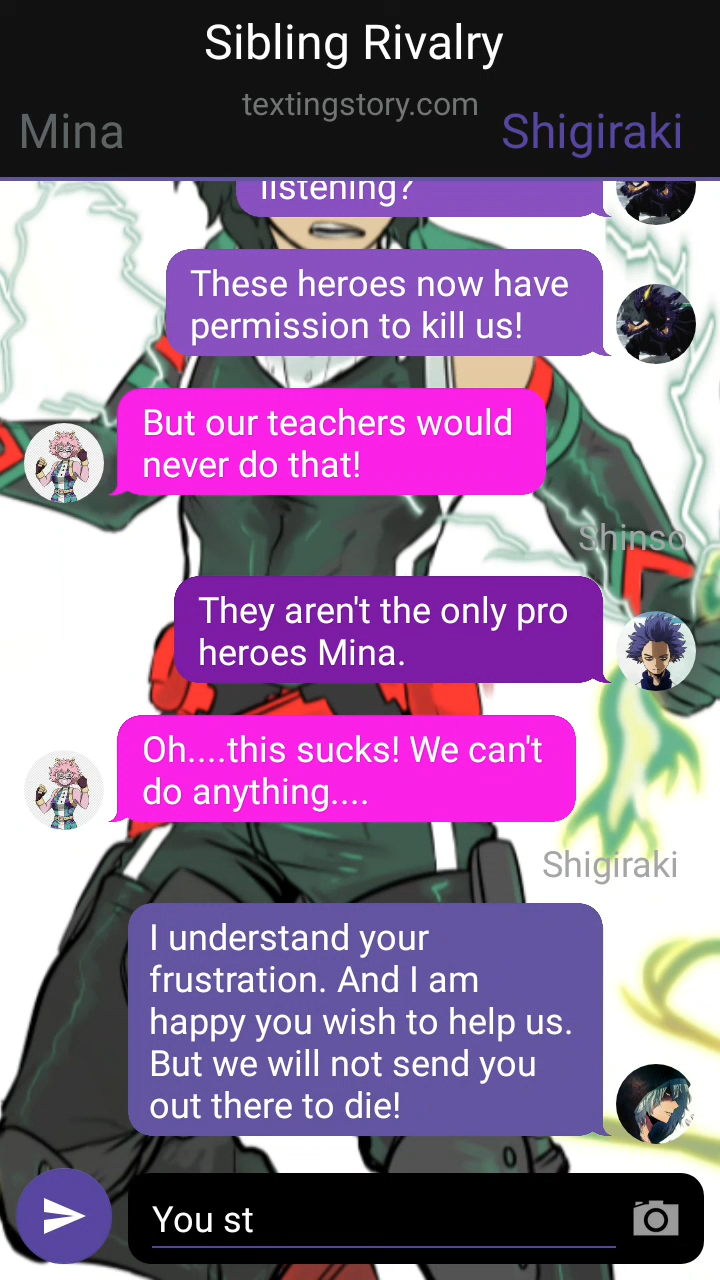 Sibling Rivalry
textingstory.com
Mina
Shigiraki
listening?
These heroes now have
permission to kill us!
But our teachers would
never do that!
Shinso
They aren't the only pro
heroes Mina.
Oh....this sucks! We can't
do anything....
Shigiraki
I understand your
frustration. And I am
happy you wish to help us.
But we will not send you
out there to die!
You st